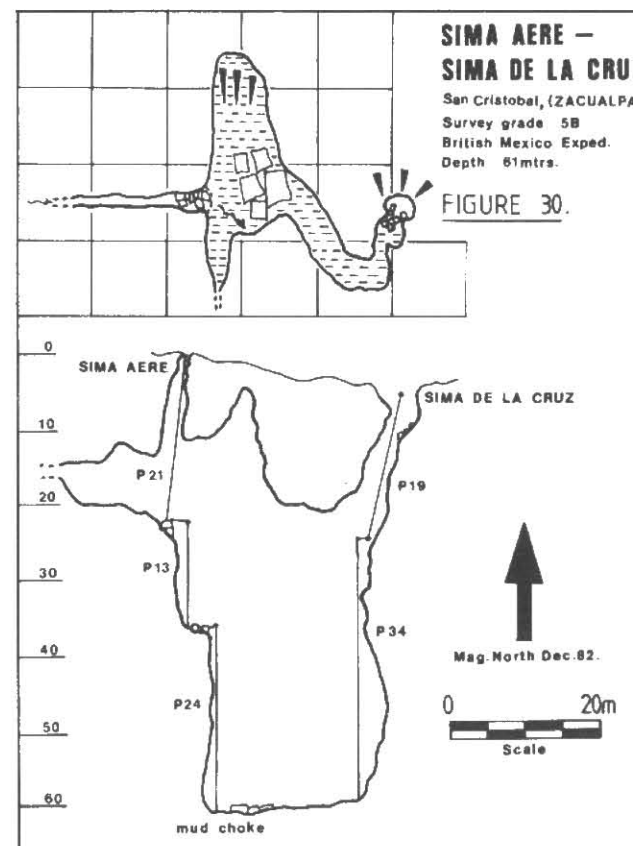 SIMA AERE –
SIMA DE LA CRU
San Cristobal, (ZACUALPA
Survey grade 5B
British Mexico Exped.
Depth 61mtrs.
FIGURE 30.
0
SIMA AERE
SIMA DE LA CRUZ
10
P21
P19
20
P13
30
P34
40
Mag. North Dec. 82.
P24
0 20m
50
Scale
60
mud choke